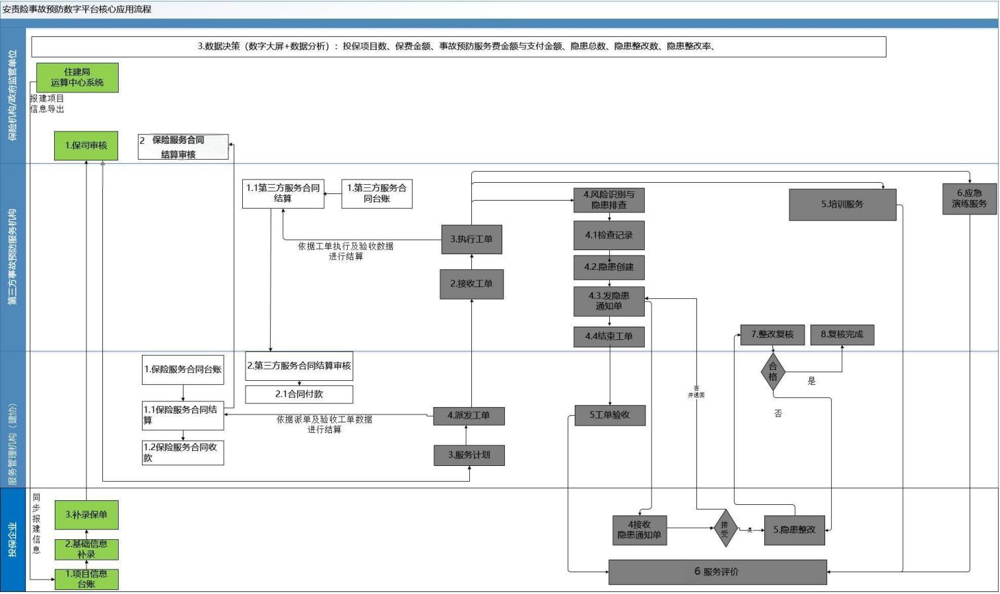 安责险事故预防数字平台核心应用流程
保险机构/政府监管单位
3.数据决策（数字大屏+数据分析）：投保项目数、保费金额、事故预防服务费金额与支付金额、隐患总数、隐患整改数、隐患整改率、
住建局
运算中心系统
报建项目
信息导出
1.保司审核
2 保险服务合同
结算审核
第三方事故预防服务机构
1.1第三方服务合同
结算
1.第三方服务合
同台账
依据工单执行及验收数据
进行结算
3.执行工单
2.接收工单
4.风险识别与
隐患排查
4.1检查记录
4.2.隐患创建
4.3.发隐患
通知单
4.4结束工单
5.培训服务
6.应急
演练服务
7.整改复核
8.复核完成
服务管理机构（建协）
1.保险服务合同台账
1.1保险服务合同结
算
1.2保险服务合同收
款
2.第三方服务合同结算审核
2.1合同付款
依据派单及验收工单数据
进行结算
4.派发工单
3.服务计划
5工单验收
否
并退回
合
格
是
否
投保企业
同
步
报
建
信
息
3.补录保单
2.基础信息
补录
1.项目信息
台账
4接收
隐患通知单
接
受
是
5.隐患整改
6 服务评价